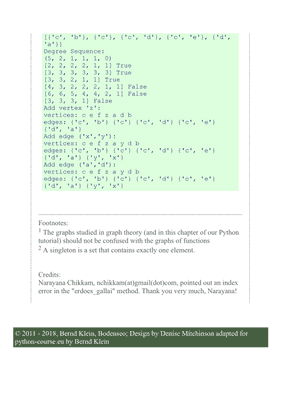 [{'c', 'b'}, {'c'}, {'c', 'd'}, {'c', 'e'}, {'d',
'a'}]
Degree Sequence:
(5, 2, 1, 1, 1, 0)
[2, 2, 2, 2, 1, 1] True
[3, 3, 3, 3, 3, 3] True
[3, 3, 2, 1, 1] True
[4, 3, 2, 2, 2, 1, 1] False
[6, 6, 5, 4, 4, 2, 1] False
[3, 3, 3, 1] False
Add vertex 'z':
vertices: c e f z a d b
edges: {'c', 'b'} {'c'} {'c', 'd'} {'c', 'e'}
{'d', 'a'}
Add edge ('x','y'):
vertices: c e f z a y d b
edges: {'c', 'b'} {'c'} {'c', 'd'} {'c', 'e'}
{'d', 'a'} {'y', 'x'}
Add edge ('a','d'):
vertices: c e f z a y d b
edges: {'c', 'b'} {'c'} {'c', 'd'} {'c', 'e'}
{'d', 'a'} {'y', 'x'}
Footnotes:
1 The graphs studied in graph theory (and in this chapter of our Python
tutorial) should not be confused with the graphs of functions
2 A singleton is a set that contains exactly one element.
Credits:
Narayana Chikkam, nchikkam(at)gmail(dot)com, pointed out an index
error in the "erdoes_gallai" method. Thank you very much, Narayana!
© 2011 - 2018, Bernd Klein, Bodenseo; Design by Denise Mitchinson adapted for
python-course.eu by Bernd Klein